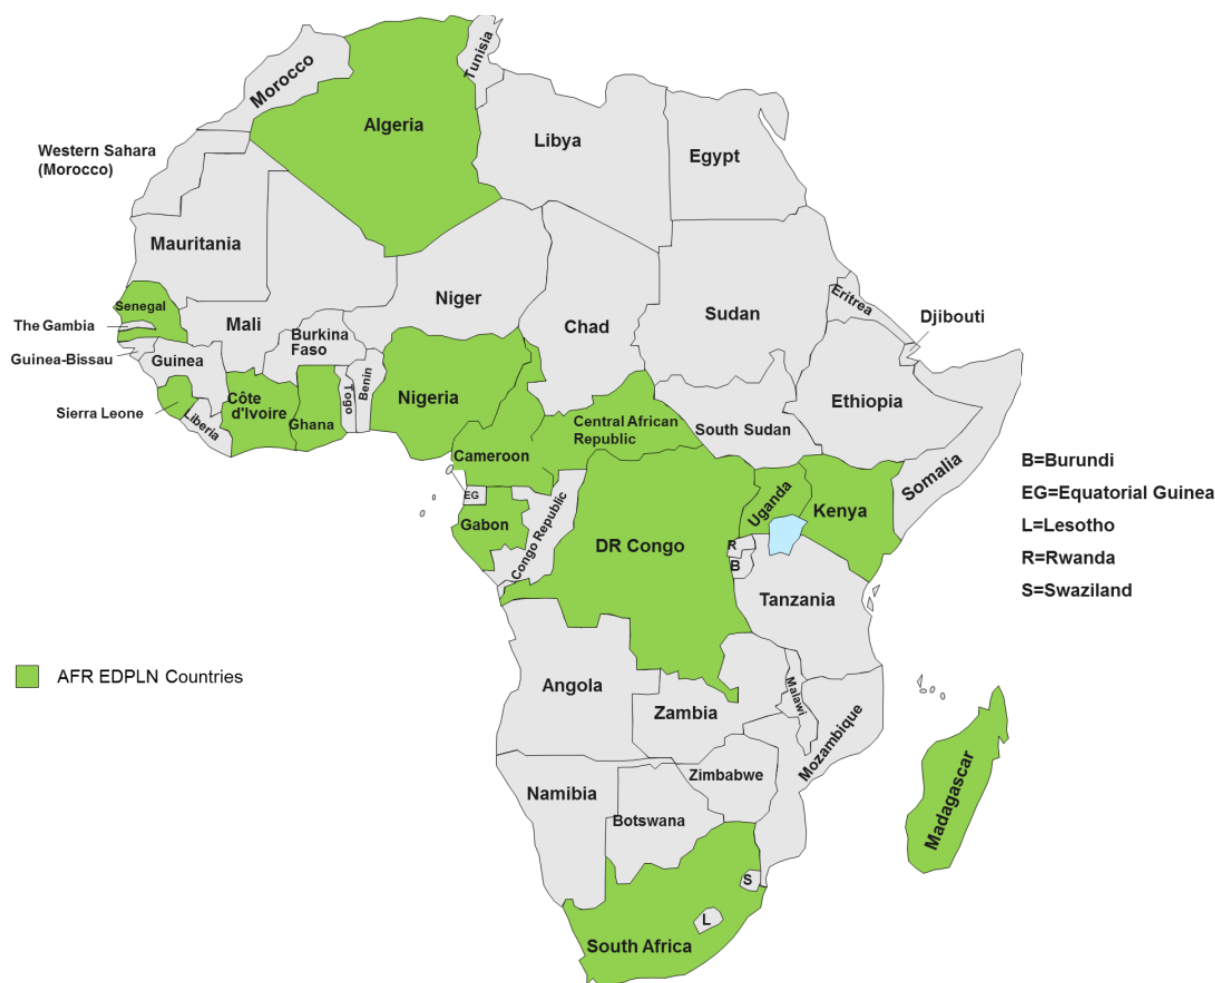 Morocco
Tunisia
Algeria
Libya
Egypt
Western Sahara
(Morocco)
Mauritania
Niger
Mali
Chad
Sudan
Eritrea
Djibouti
Senegal
The Gambia
Guinea-Bissau
Guinea
Burkina
Faso
Benin
Togo
Nigeria
Ethiopia
Sierra Leone
Liberia
Côte
d'Ivoire
Ghana
Central African
Republic
South Sudan
Cameroon
Somalia
EG
Gabon
Congo Republic
DR Congo
Uganda
Kenya
R
B
Tanzania
B=Burundi
EG=Equatorial Guinea
L=Lesotho
R=Rwanda
S=Swaziland
AFR EDPLN Countries
Angola
Zambia
Malawi
Mozambique
Zimbabwe
Namibia
Botswana
Madagascar
S
L
South Africa